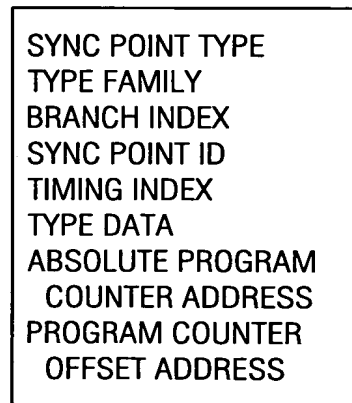 SYNC POINT TYPE
TYPE FAMILY
BRANCH INDEX
SYNC POINT ID
TIMING INDEX
TYPE DATA
ABSOLUTE PROGRAM
COUNTER ADDRESS
PROGRAM COUNTER
OFFSET ADDRESS